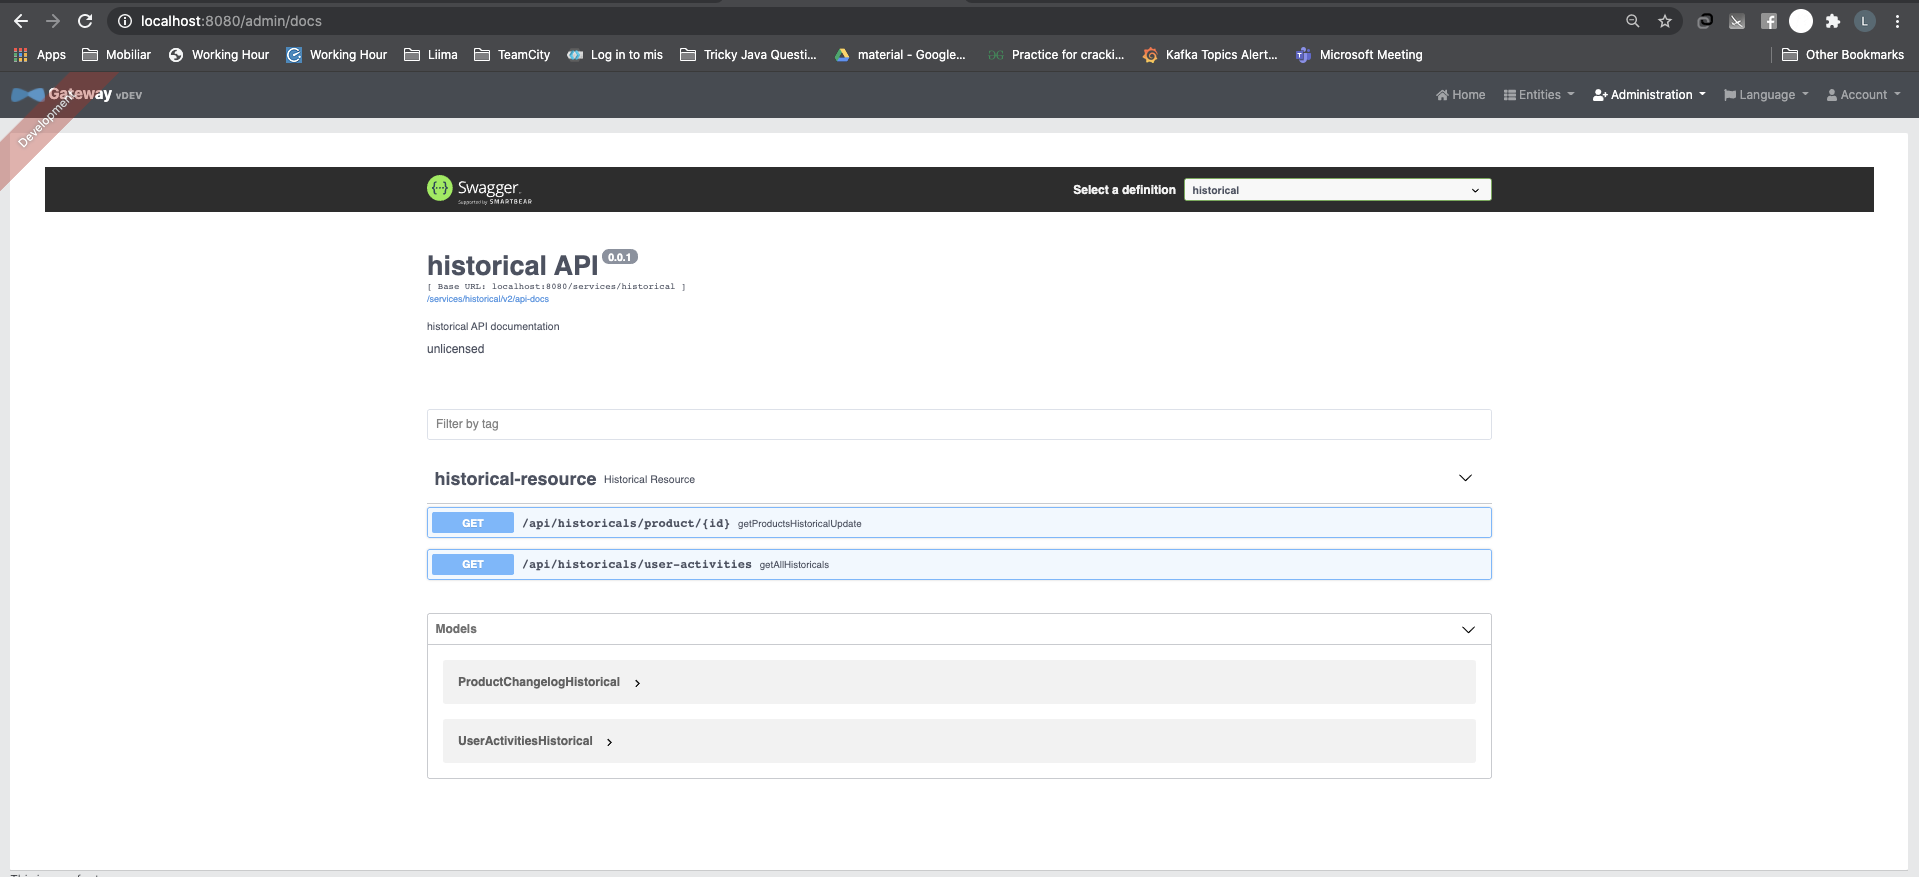 localhost:8080/admin/docs
Apps Mobiliar Working Hour Working Hour Liima TeamCity Log in to mis Tricky Java Questi... material - Google... Practice for cracki... Kafka Topics Alert... Microsoft Meeting Other Bookmarks
Gateway vDEV Home Entities Administration Language Account
Development
Swagger. Supported by SMARTBEAR Select a definition historical
historical API 0.0.1
[ Base URL: localhost:8080/services/historical ]
/services/historical/v2/api-docs
historical API documentation
unlicensed
Filter by tag
historical-resource Historical Resource
GET /api/historicals/product/{id} getProductsHistoricalUpdate
GET /api/historicals/user-activities getAllHistoricals
Models
ProductChangelogHistorical
UserActivitiesHistorical